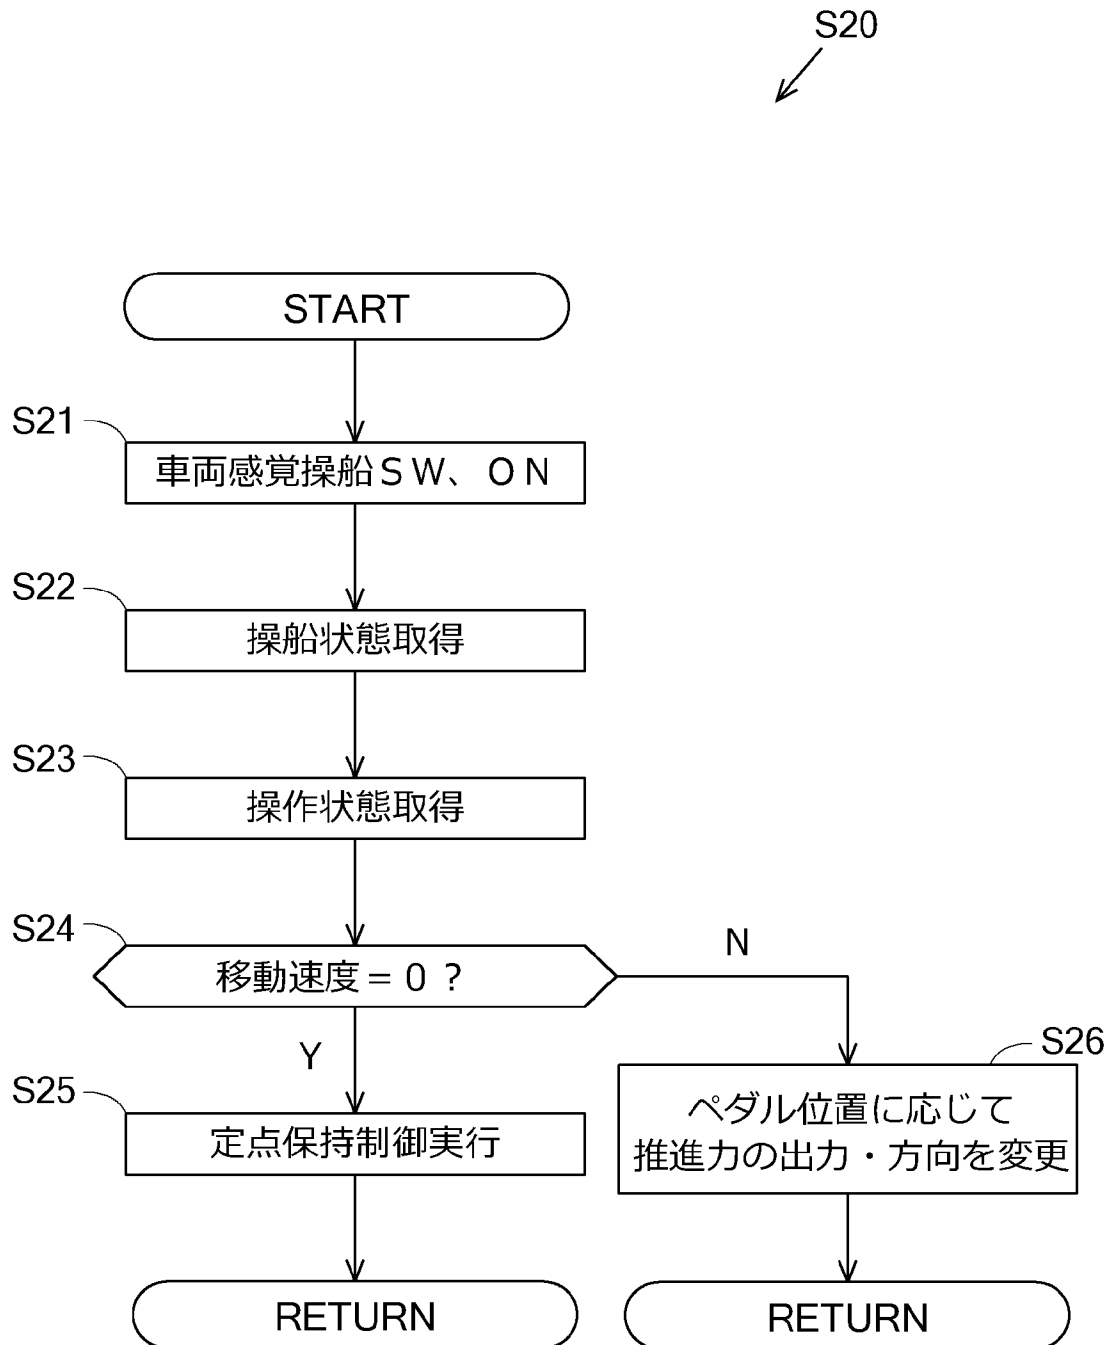 S20
START
S21
車両感覚操船ＳＷ、ＯＮ
S22
操船状態取得
S23
操作状態取得
S24
移動速度＝０？
N
Y
S25
定点保持制御実行
S26
ペダル位置に応じて
推進力の出力・方向を変更
RETURN
RETURN